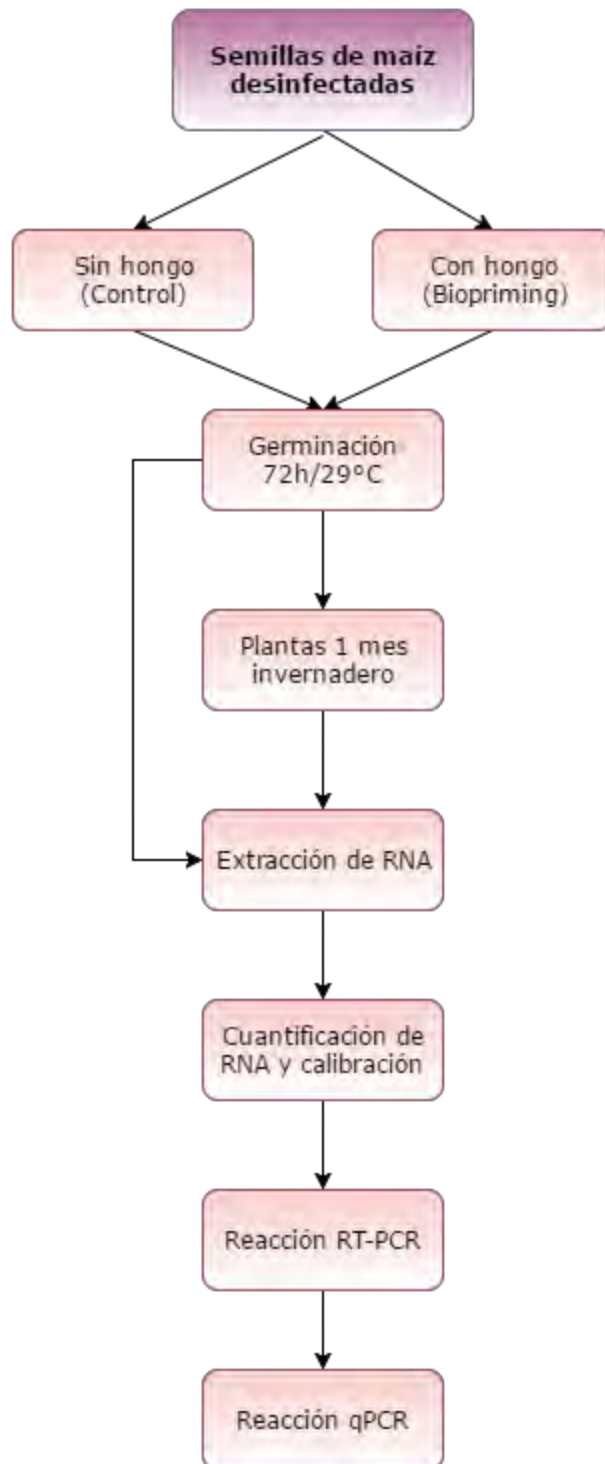 Semillas de maíz
desinfectadas
Sin hongo
(Control)
Con hongo
(Biopriming)
Germinación
72h/29ºC
Plantas 1 mes
invernadero
Extracción de RNA
Cuantificación de
RNA y calibración
Reacción RT-PCR
Reacción qPCR